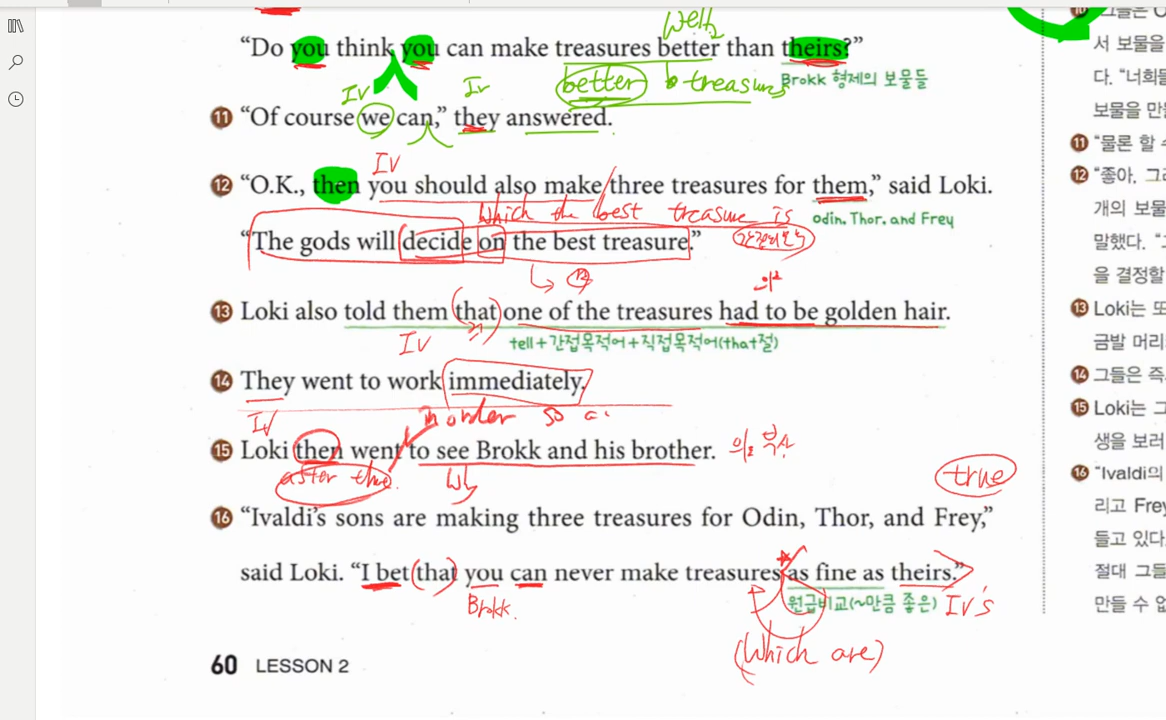 well
"Do you think you can make treasures better than theirs?"
better
treasures
Brokk 형제의 보물들
Iv
Iv
11 "Of course we can," they answered.
Iv
12 "O.K., then you should also make three treasures for them," said Loki.
which the best treasure is
Odin, Thor, and Frey
"The gods will decide on the best treasure."
13 Loki also told them (that) one of the treasures had to be golden hair.
Iv
tell+간접목적어+직접목적어(that절)
14 They went to work immediately.
Iv
in order so a
15 Loki then went to see Brokk and his brother.
after that
why
true
16 "Ivaldi's sons are making three treasures for Odin, Thor, and Frey,"
said Loki. "I bet (that) you can never make treasures as fine as theirs."
Brokk.
원급비교(~만큼 좋은)
Iv's
(which are)
60 LESSON 2
10 그들은
서 보물을
다. "너희들
보물을 만
11 "물론 할 수
12 "좋아, 그
개의 보물
말했다. "
을 결정할
13 Loki는 또
금발 머리
14 그들은 즉
15 Loki는 그
생을 보러
16 "Ivaldi의
리고 Frey
들고 있다
절대 그들
만들 수 없